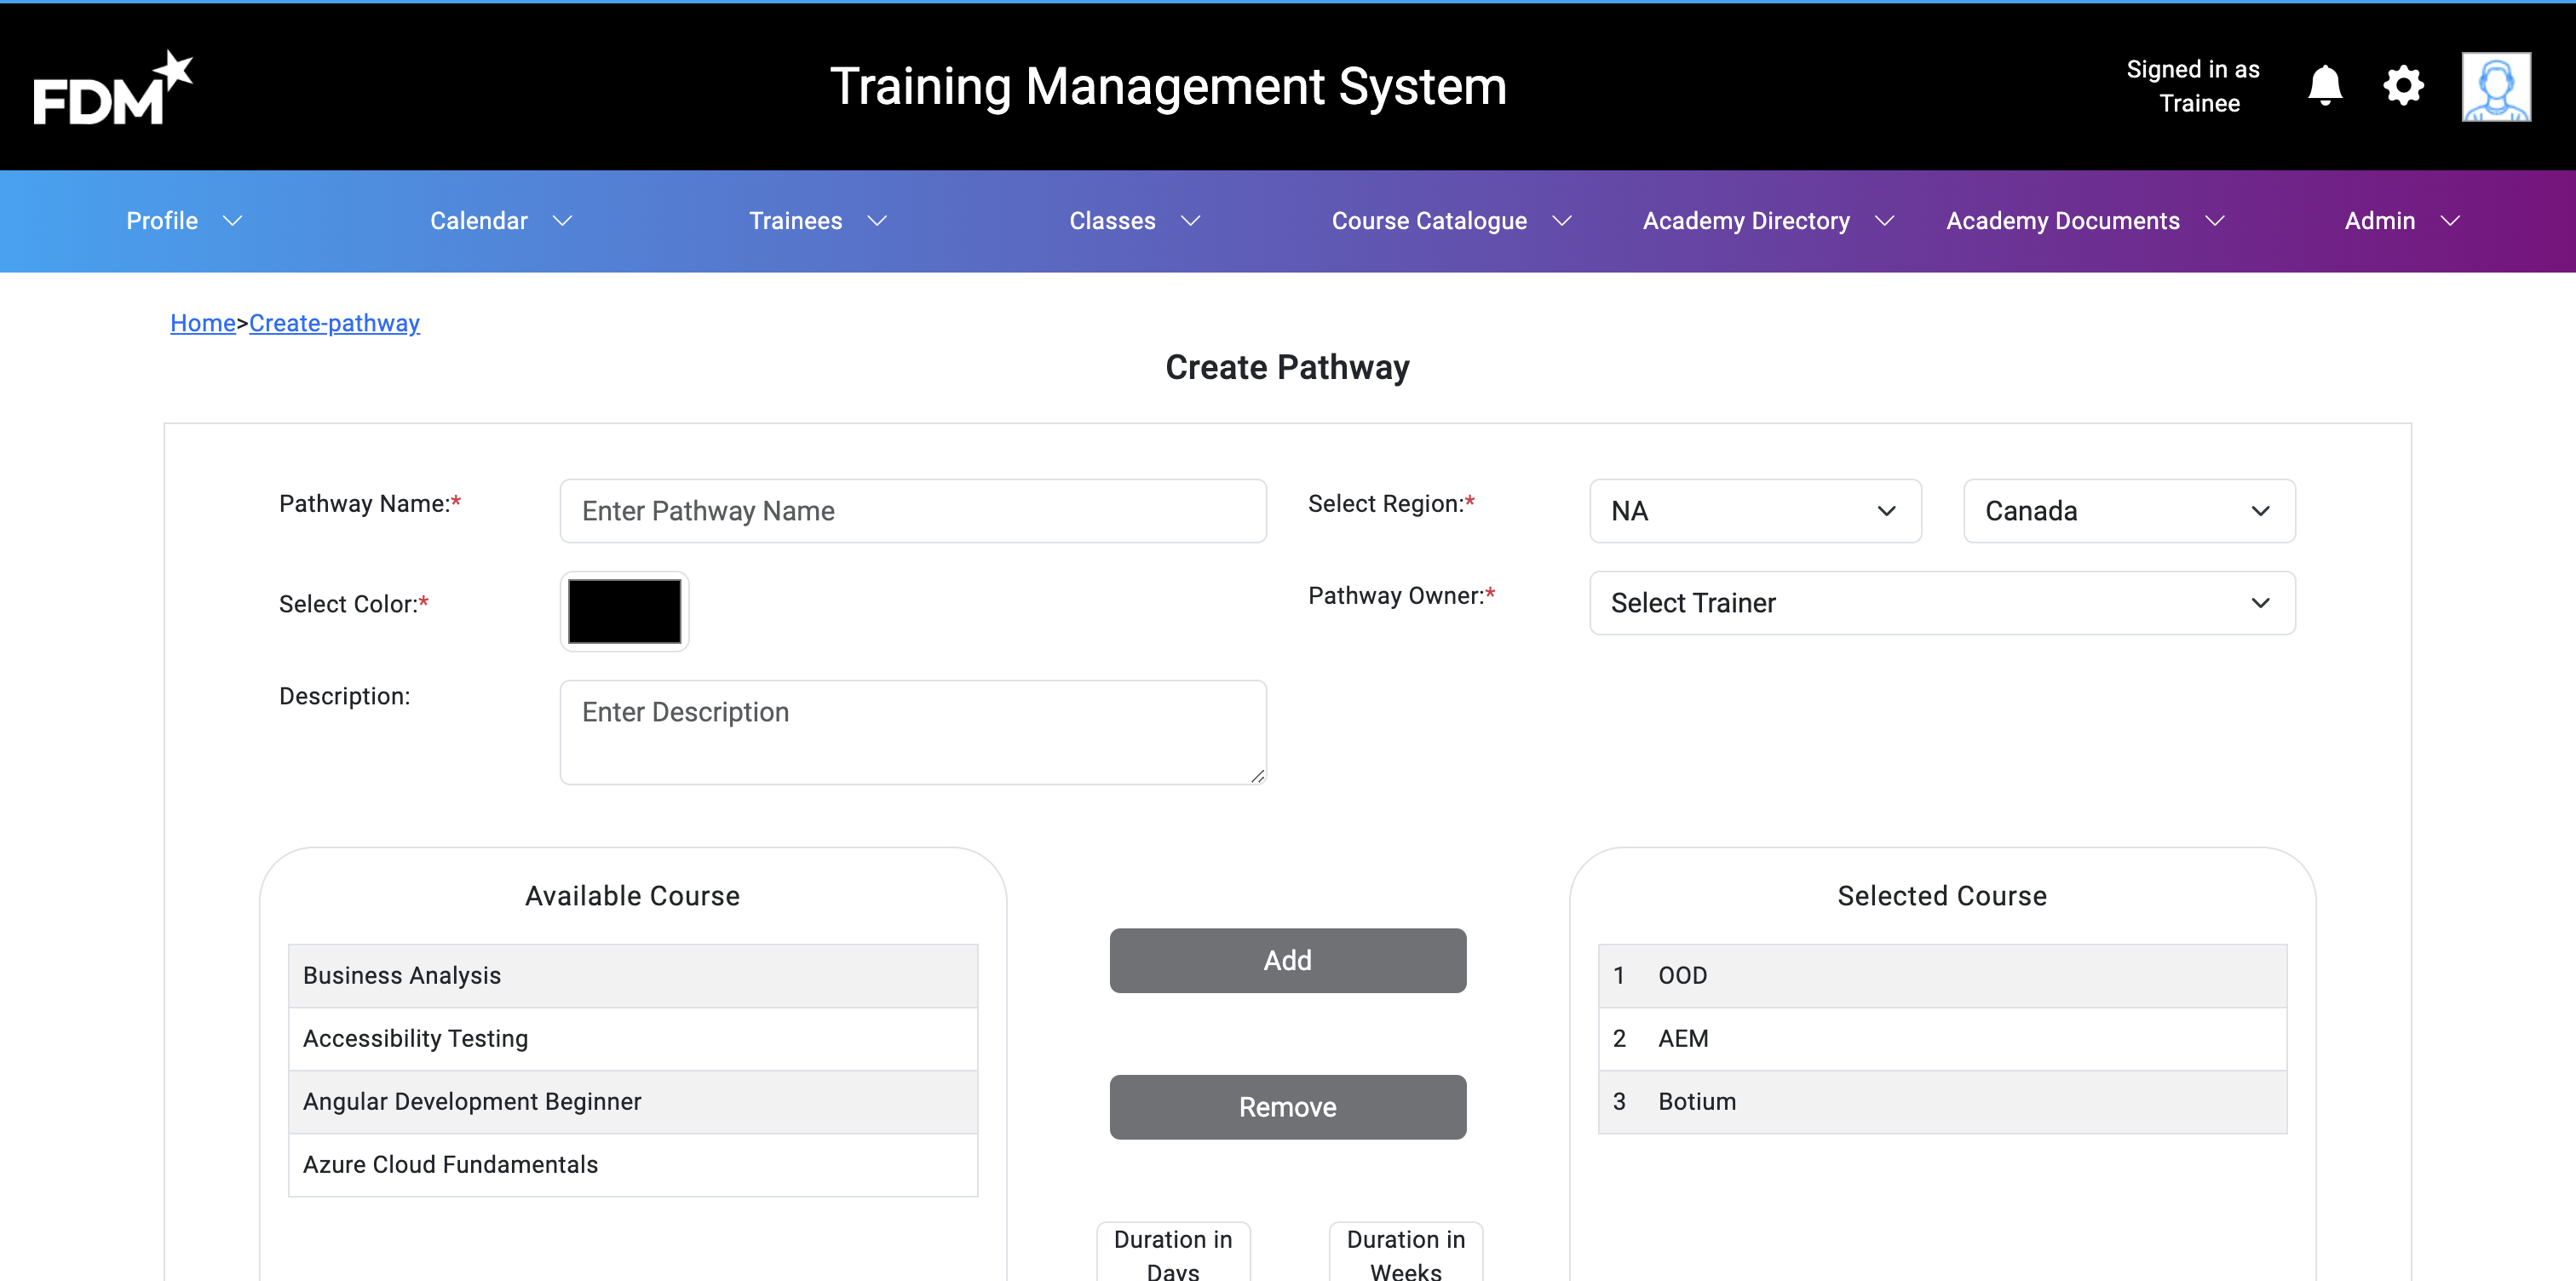 FDM
Training Management System
Signed in as
Trainee
Profile
Calendar
Trainees
Classes
Course Catalogue
Academy Directory
Academy Documents
Admin
Home>Create-pathway
Create Pathway
Pathway Name:*
Enter Pathway Name
Select Region:*
NA
Canada
Select Color:*
Pathway Owner:*
Select Trainer
Description:
Enter Description
Available Course
Business Analysis
Accessibility Testing
Angular Development Beginner
Azure Cloud Fundamentals
Add
Remove
Duration in
Days
Duration in
Weeks
Selected Course
1 OOD
2 AEM
3 Botium